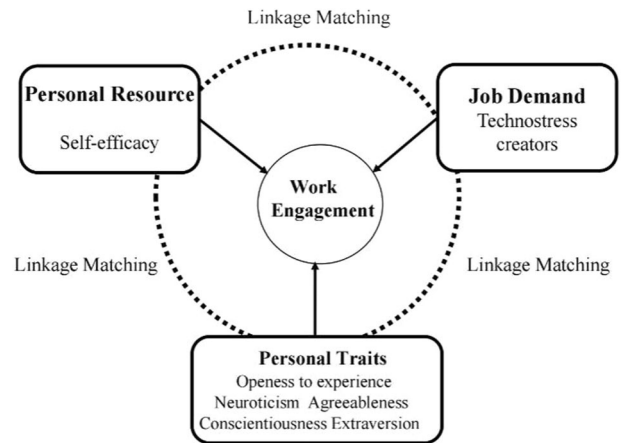 Linkage Matching
Personal Resource
Self-efficacy
Job Demand
Technostress
creators
Work
Engagement
Linkage Matching
Linkage Matching
Personal Traits
Openness to experience
Neuroticism Agreeableness
Conscientiousness Extraversion